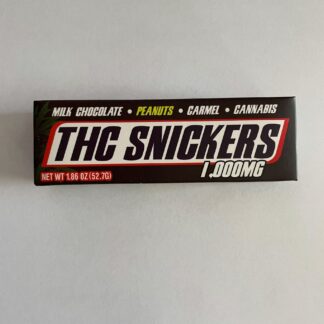 MILK CHOCOLATE • PEANUTS • CARMEL • CANNABIS
THC SNICKERS
1,000MG
NET WT 1.86 OZ (52.7G)